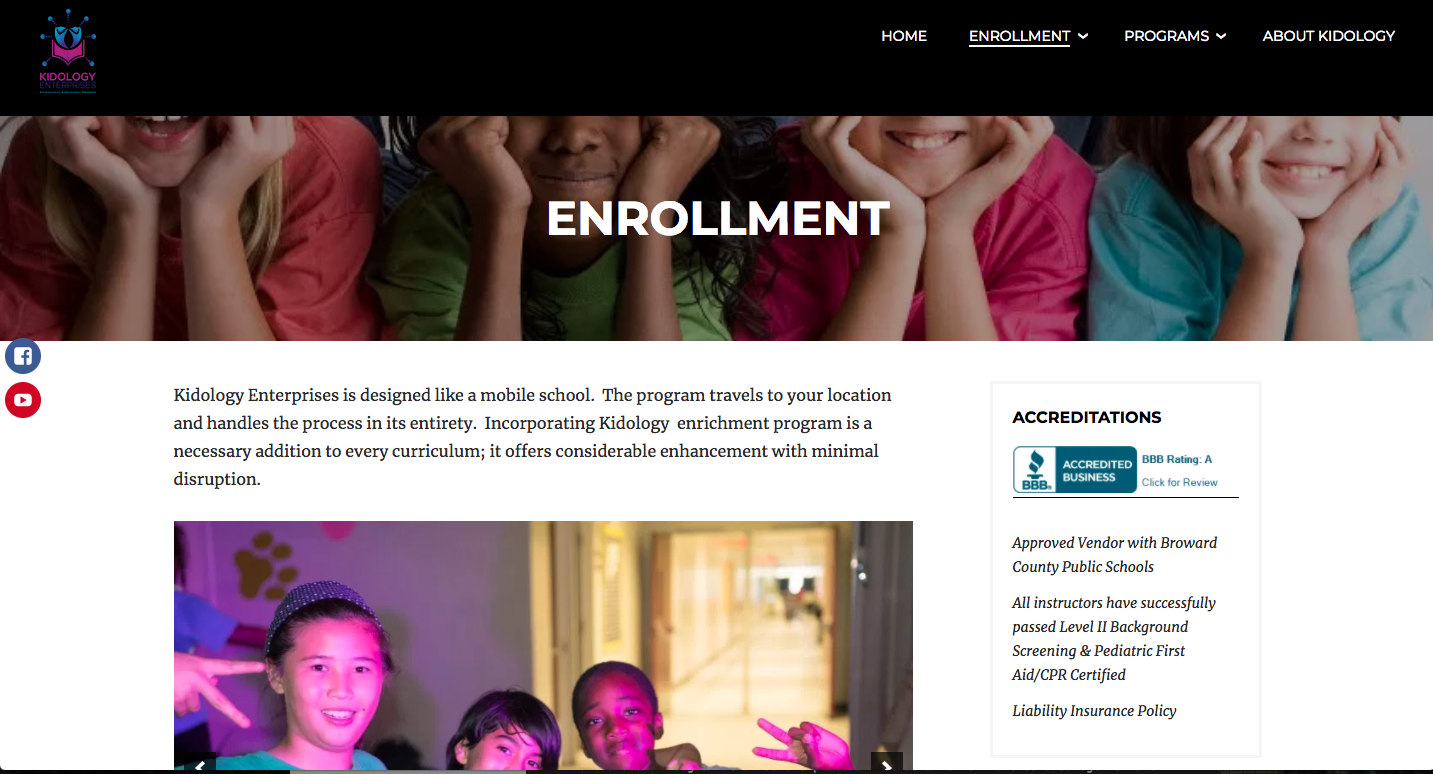 KIDOLOGY
ENTERPRISES
HOME
ENROLLMENT
PROGRAMS
ABOUT KIDOLOGY
ENROLLMENT
Kidology Enterprises is designed like a mobile school.  The program travels to your location
and handles the process in its entirety.  Incorporating Kidology  enrichment program is a
necessary addition to every curriculum; it offers considerable enhancement with minimal
disruption.
ACCREDITATIONS
BBB.
ACCREDITED
BUSINESS
BBB Rating: A
Click for Review
Approved Vendor with Broward
County Public Schools
All instructors have successfully
passed Level II Background
Screening & Pediatric First
Aid/CPR Certified
Liability Insurance Policy